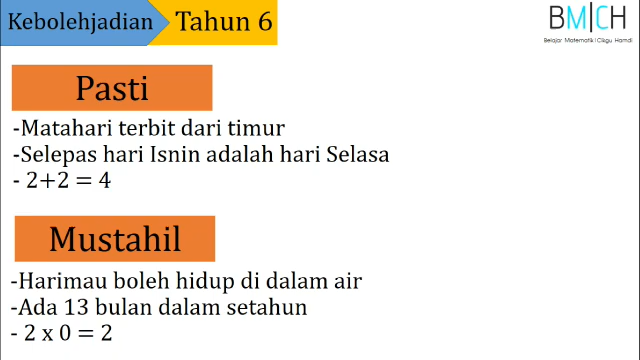 Kebolehjadian Tahun 6
BM|CH
Belajar Matematik|Cikgu Hamdi
Pasti
-Matahari terbit dari timur
-Selepas hari Isnin adalah hari Selasa
- 2+2 = 4
Mustahil
-Harimau boleh hidup di dalam air
-Ada 13 bulan dalam setahun
- 2 x 0 = 2